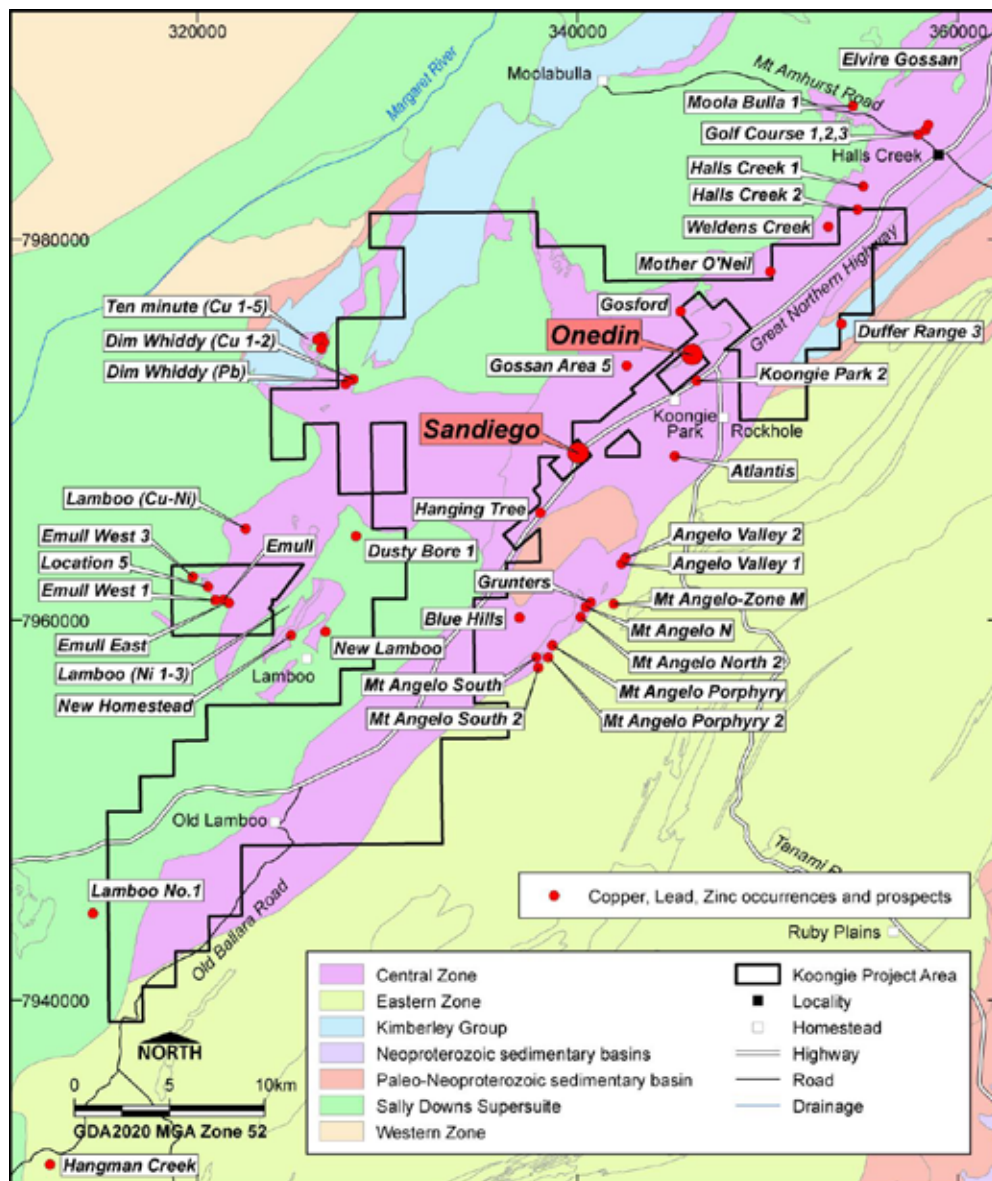 320000
340000
360000
Elvire Gossan
Moolabulla
Mt Amhurst Road
Margaret River
Moola Bulla 1
Golf Course 1,2,3
Halls Creek
Halls Creek 1
Halls Creek 2
Weldens Creek
7980000
Mother O'Neil
Great Northern Highway
Ten minute (Cu 1-5)
Gosford
Dim Whiddy (Cu 1-2)
Onedin
Duffer Range 3
Dim Whiddy (Pb)
Gossan Area 5
Koongie Park 2
Koongie
Park
Rockhole
Sandiego
Atlantis
Lamboo (Cu-Ni)
Hanging Tree
Emull West 3
Emull
Dusty Bore 1
Angelo Valley 2
Location 5
Angelo Valley 1
Grunters
Emull West 1
Mt Angelo-Zone M
7960000
Blue Hills
Mt Angelo N
Emull East
New Lamboo
Mt Angelo North 2
Lamboo (Ni 1-3)
Lamboo
Mt Angelo South
Mt Angelo Porphyry
New Homestead
Mt Angelo South 2
Mt Angelo Porphyry 2
Old Lamboo
Tanami R
Lamboo No.1
Copper, Lead, Zinc occurrences and prospects
Old Ballara Road
Ruby Plains
Central Zone
Koongie Project Area
7940000
Eastern Zone
Locality
Kimberley Group
Homestead
NORTH
Neoproterozoic sedimentary basins
Highway
0 5 10km
Paleo-Neoproterozoic sedimentary basin
Road
Sally Downs Supersuite
Drainage
GDA2020 MGA Zone 52
Western Zone
Hangman Creek